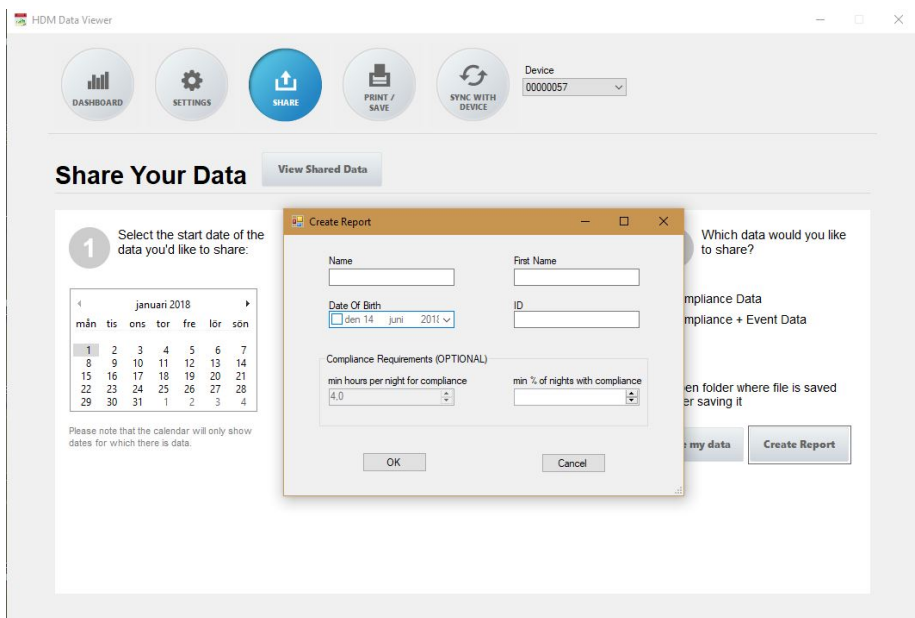 HDM Data Viewer
DASHBOARD
SETTINGS
SHARE
PRINT /
SAVE
SYNC WITH
DEVICE
Device
00000057
Share Your Data
View Shared Data
1
Select the start date of the
data you'd like to share:
januari 2018
mån tis ons tor fre lör sön
1 2 3 4 5 6 7
8 9 10 11 12 13 14
15 16 17 18 19 20 21
22 23 24 25 26 27 28
29 30 31 1 2 3 4
Please note that the calendar will only show
dates for which there is data.
Create Report
Name
First Name
Date Of Birth
den 14 juni 2018
ID
Compliance Requirements (OPTIONAL)
min hours per night for compliance
4,0
min % of nights with compliance
OK
Cancel
Which data would you like
to share?
mpliance Data
mpliance + Event Data
en folder where file is saved
er saving it
my data
Create Report